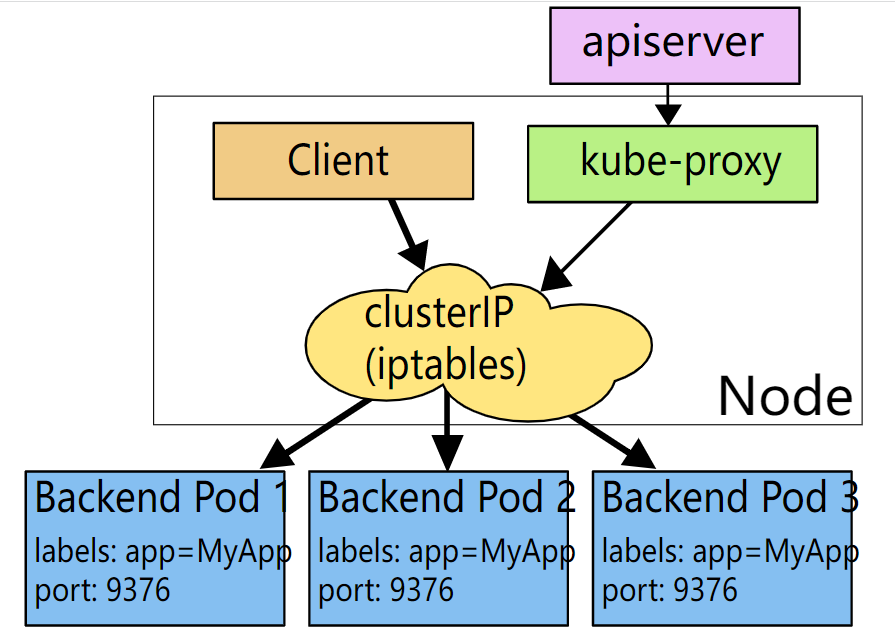 apiserver
Client
kube-proxy
clusterIP
(iptables)
Node
Backend Pod 1
labels: app=MyApp
port: 9376
Backend Pod 2
labels: app=MyApp
port: 9376
Backend Pod 3
labels: app=MyApp
port: 9376